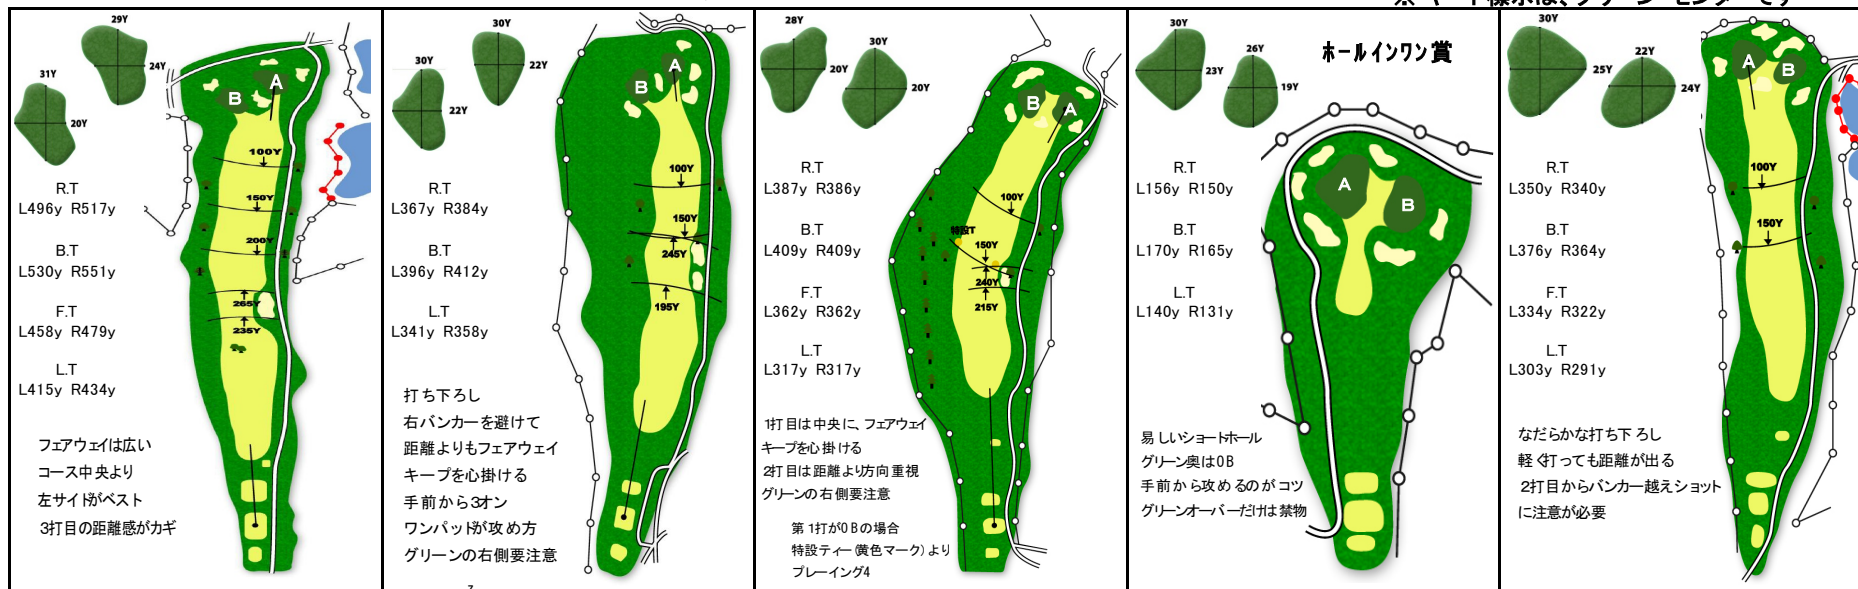 29Y
24Y
31Y
20Y
A
B
100Y
150Y
200Y
265Y
235Y
R.T
L496y R517y
B.T
L530y R551y
F.T
L458y R479y
L.T
L415y R434y
フェアウェイは広い
コース中央より
左サイドがベスト
3打目の距離感がカギ
30Y
22Y
30Y
22Y
A
B
100Y
150Y
245Y
195Y
R.T
L367y R384y
B.T
L396y R412y
L.T
L341y R358y
打ち下ろし
右バンカーを避けて
距離よりもフェアウェイ
キープを心掛ける
手前から3オン
ワンパットが攻め方
グリーンの右側要注意
28Y
20Y
30Y
20Y
B
A
100Y
特設T
150Y
240Y
215Y
R.T
L387y R386y
B.T
L409y R409y
F.T
L362y R362y
L.T
L317y R317y
1打目は中央に、フェアウェイ
キープを心掛ける
2打目は距離より方向重視
グリーンの右側要注意
第1打がOBの場合
特設ティー(黄色マーク)より
プレーイング4
30Y
23Y
26Y
19Y
ホールインワン賞
A
B
R.T
L156y R150y
B.T
L170y R165y
L.T
L140y R131y
易しいショートホール
グリーン奥はOB
手前から攻めるのがコツ
グリーンオーバーだけは禁物
30Y
25Y
22Y
24Y
A
B
100Y
150Y
R.T
L350y R340y
B.T
L376y R364y
F.T
L334y R322y
L.T
L303y R291y
なだらかな打ち下ろし
軽く打っても距離が出る
2打目からバンカー越えショット
に注意が必要